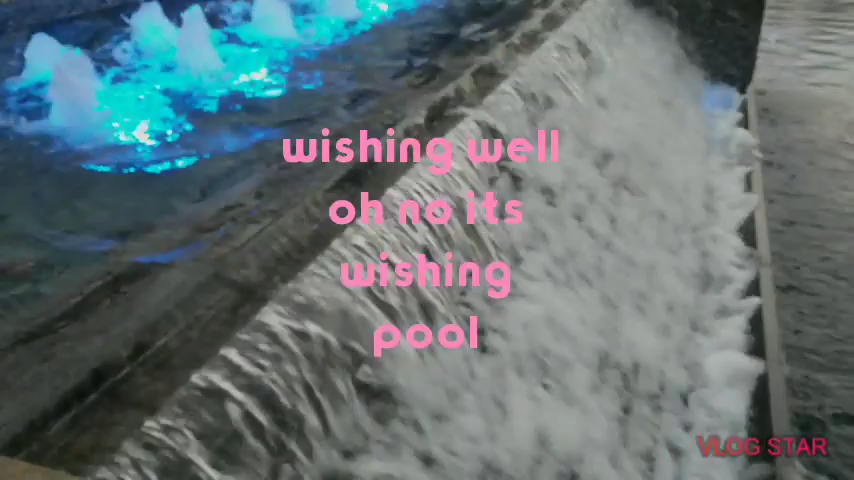 wishing well
oh no its
wishing
pool
VLOG STAR